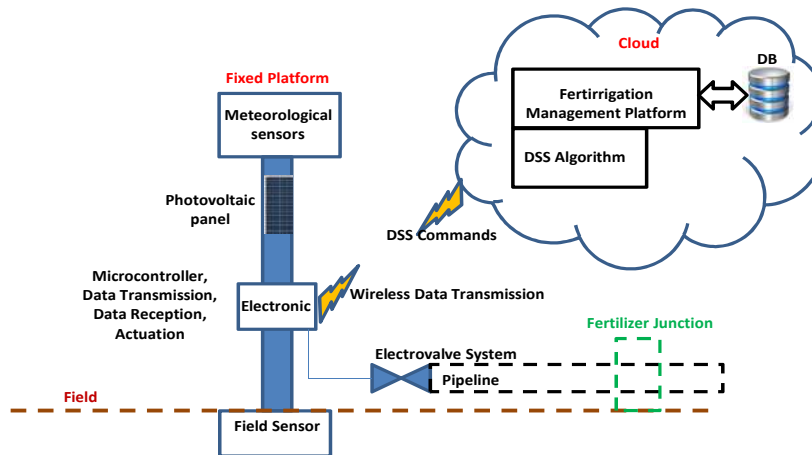 Cloud
DB
Fixed Platform
Fertirrigation
Management Platform
Meteorological
sensors
DSS Algorithm
Photovoltaic
panel
DSS Commands
Microcontroller,
Data Transmission,
Data Reception,
Actuation
Electronic
Wireless Data Transmission
Fertilizer Junction
Electrovalve System
Pipeline
Field
Field Sensor